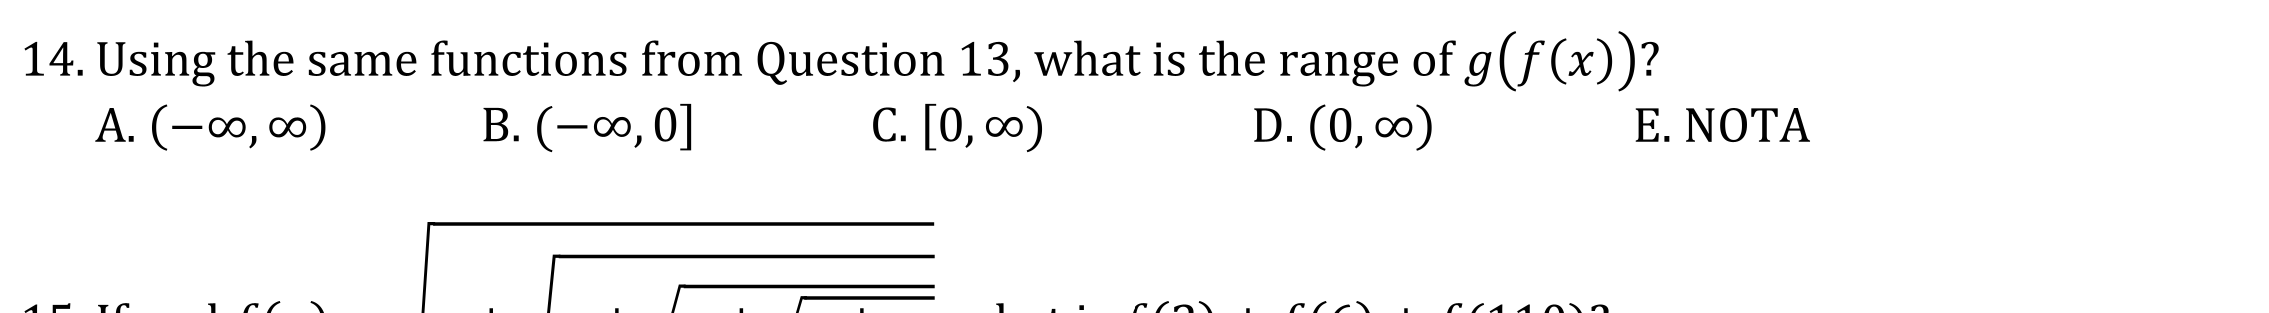 14. Using the same functions from Question 13, what is the range of g(f(x))?
A. (−∞, ∞) B. (−∞, 0] C. [0, ∞) D. (0, ∞) E. NOTA